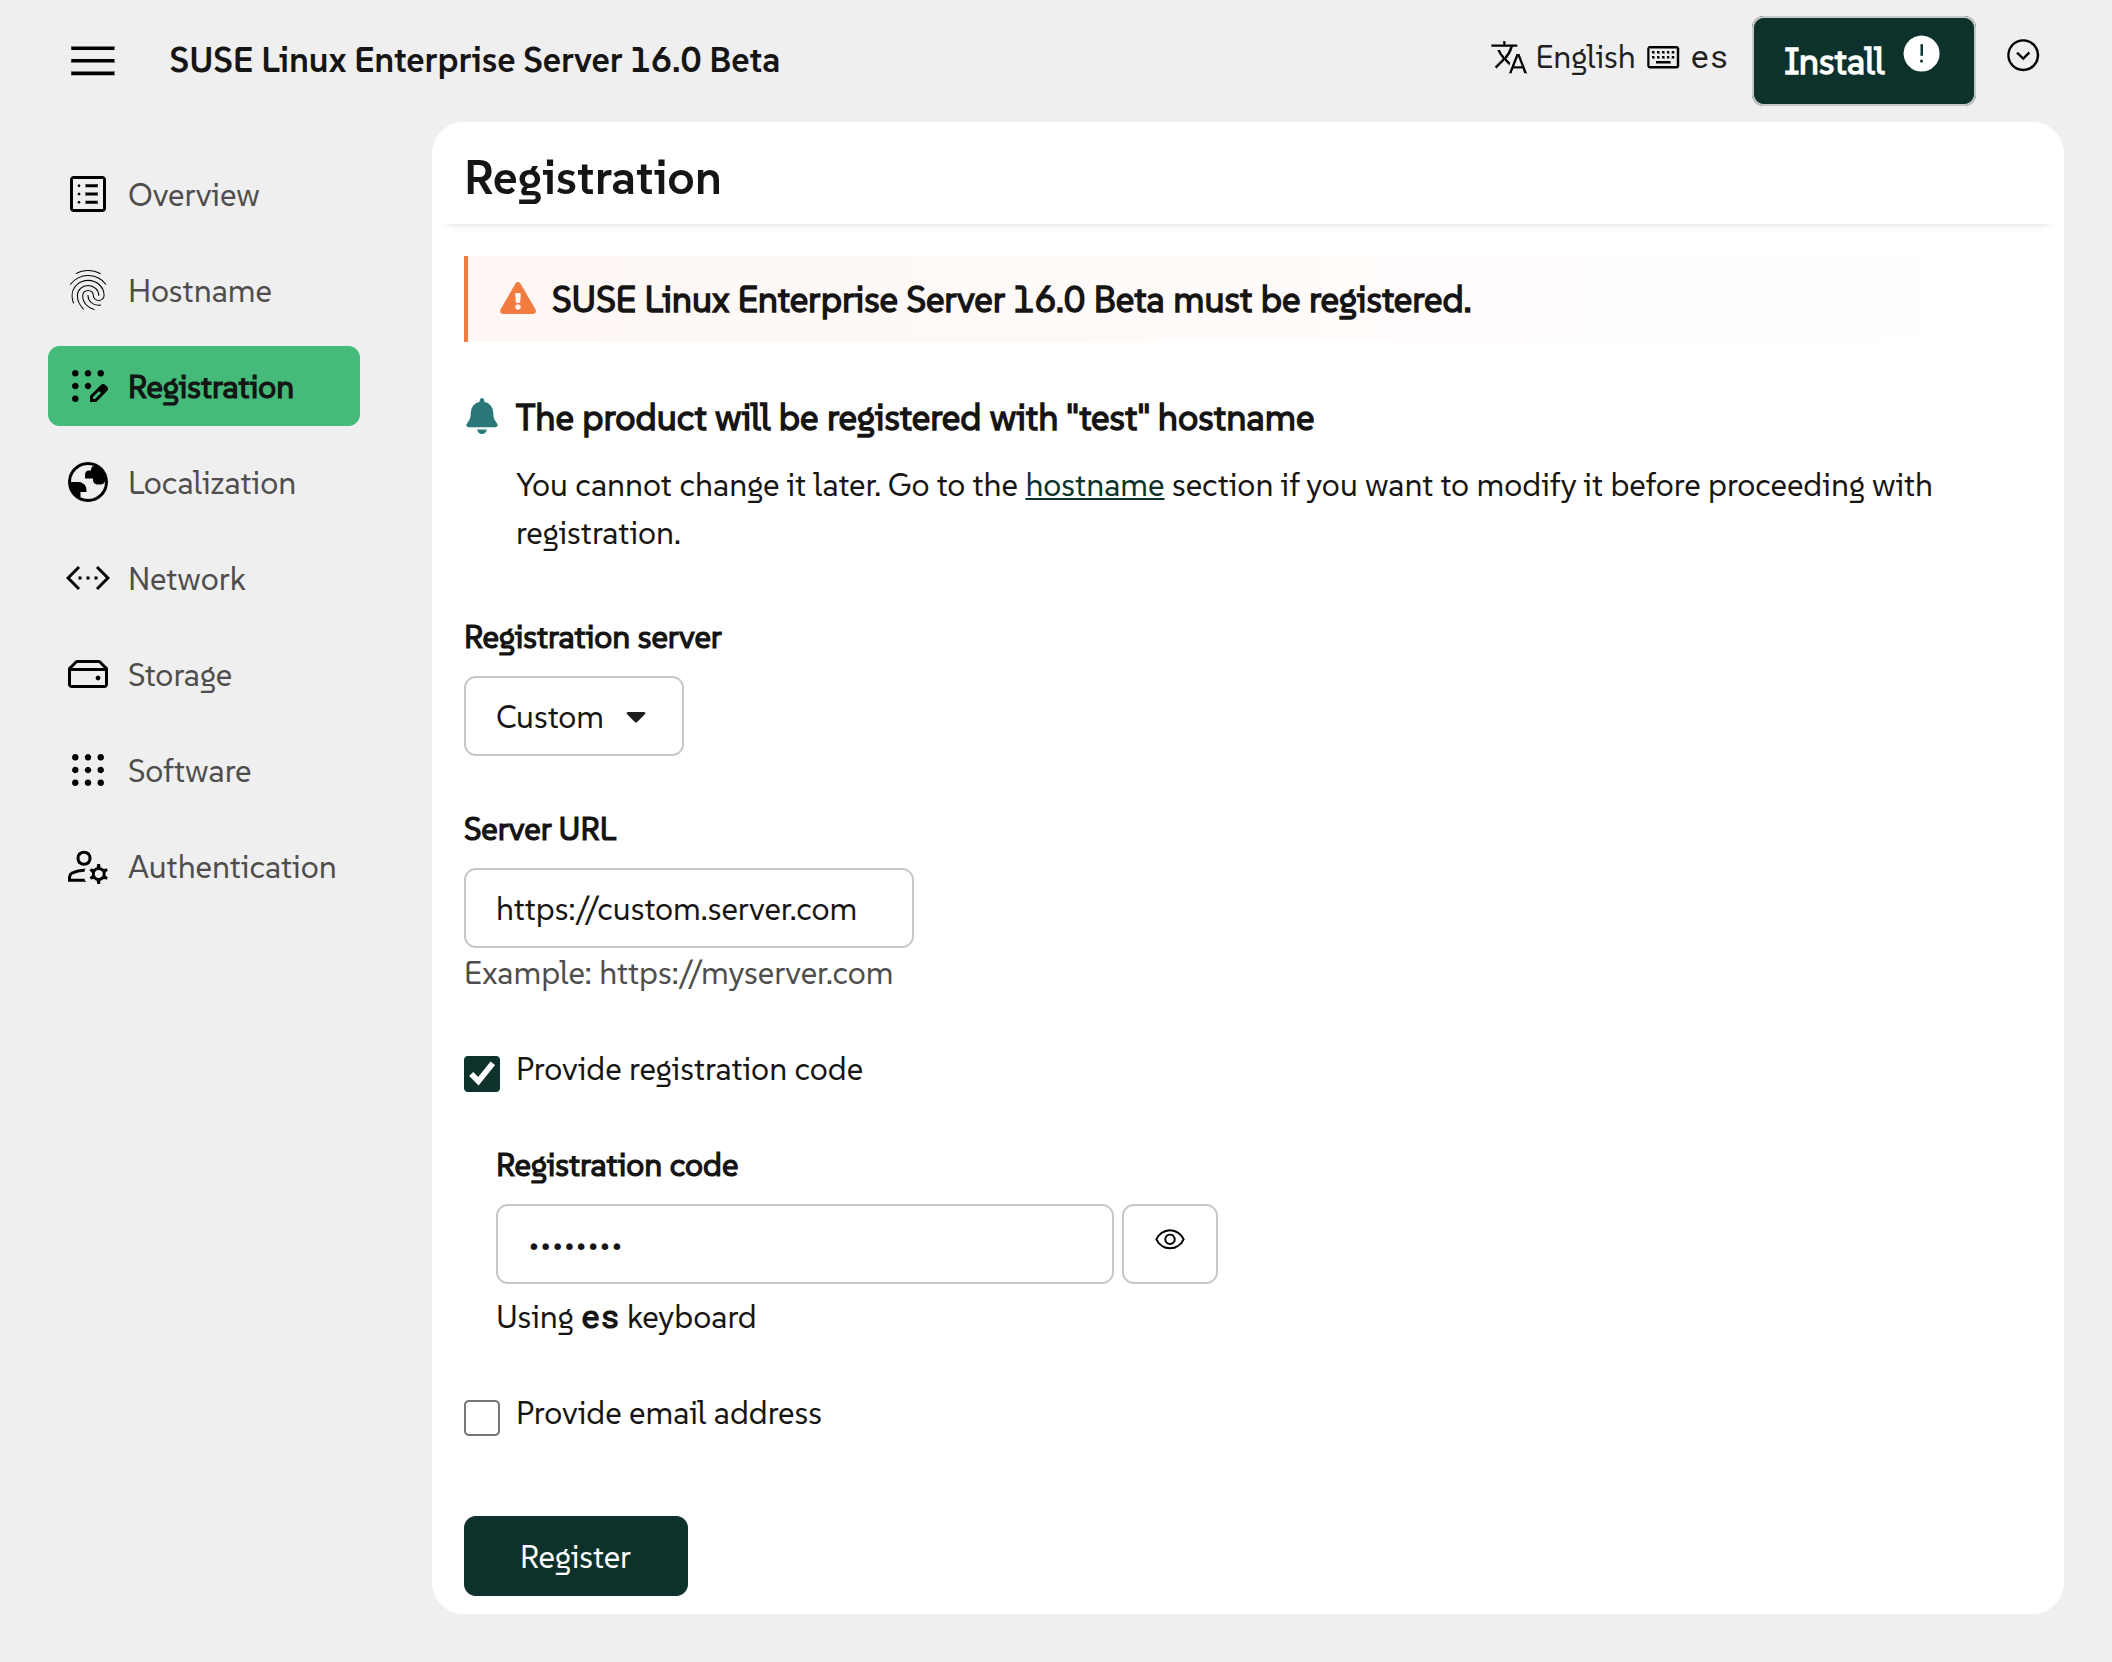 SUSE Linux Enterprise Server 16.0 Beta
English es
Install
Overview
Hostname
Registration
Localization
Network
Storage
Software
Authentication
Registration
SUSE Linux Enterprise Server 16.0 Beta must be registered.
The product will be registered with "test" hostname
You cannot change it later. Go to the hostname section if you want to modify it before proceeding with
registration.
Registration server
Custom
Server URL
https://custom.server.com
Example: https://myserver.com
Provide registration code
Registration code
••••••••
Using es keyboard
Provide email address
Register